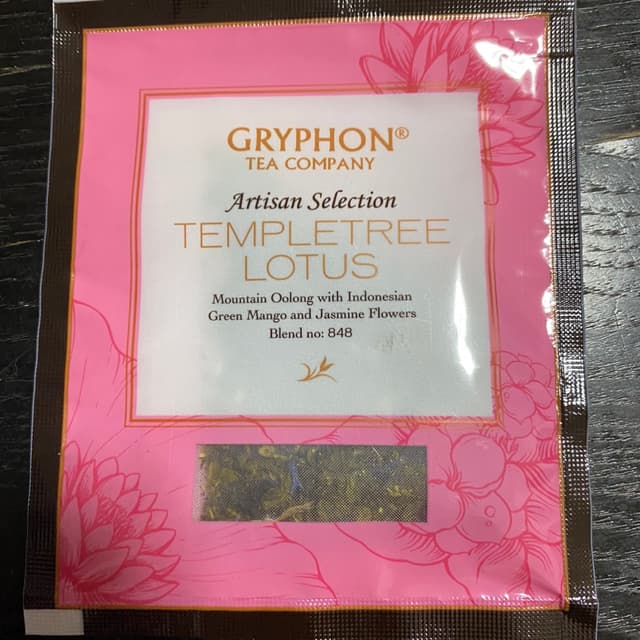 GRYPHON®
TEA COMPANY
Artisan Selection
TEMPLETREE
LOTUS
Mountain Oolong with Indonesian
Green Mango and Jasmine Flowers
Blend no: 848